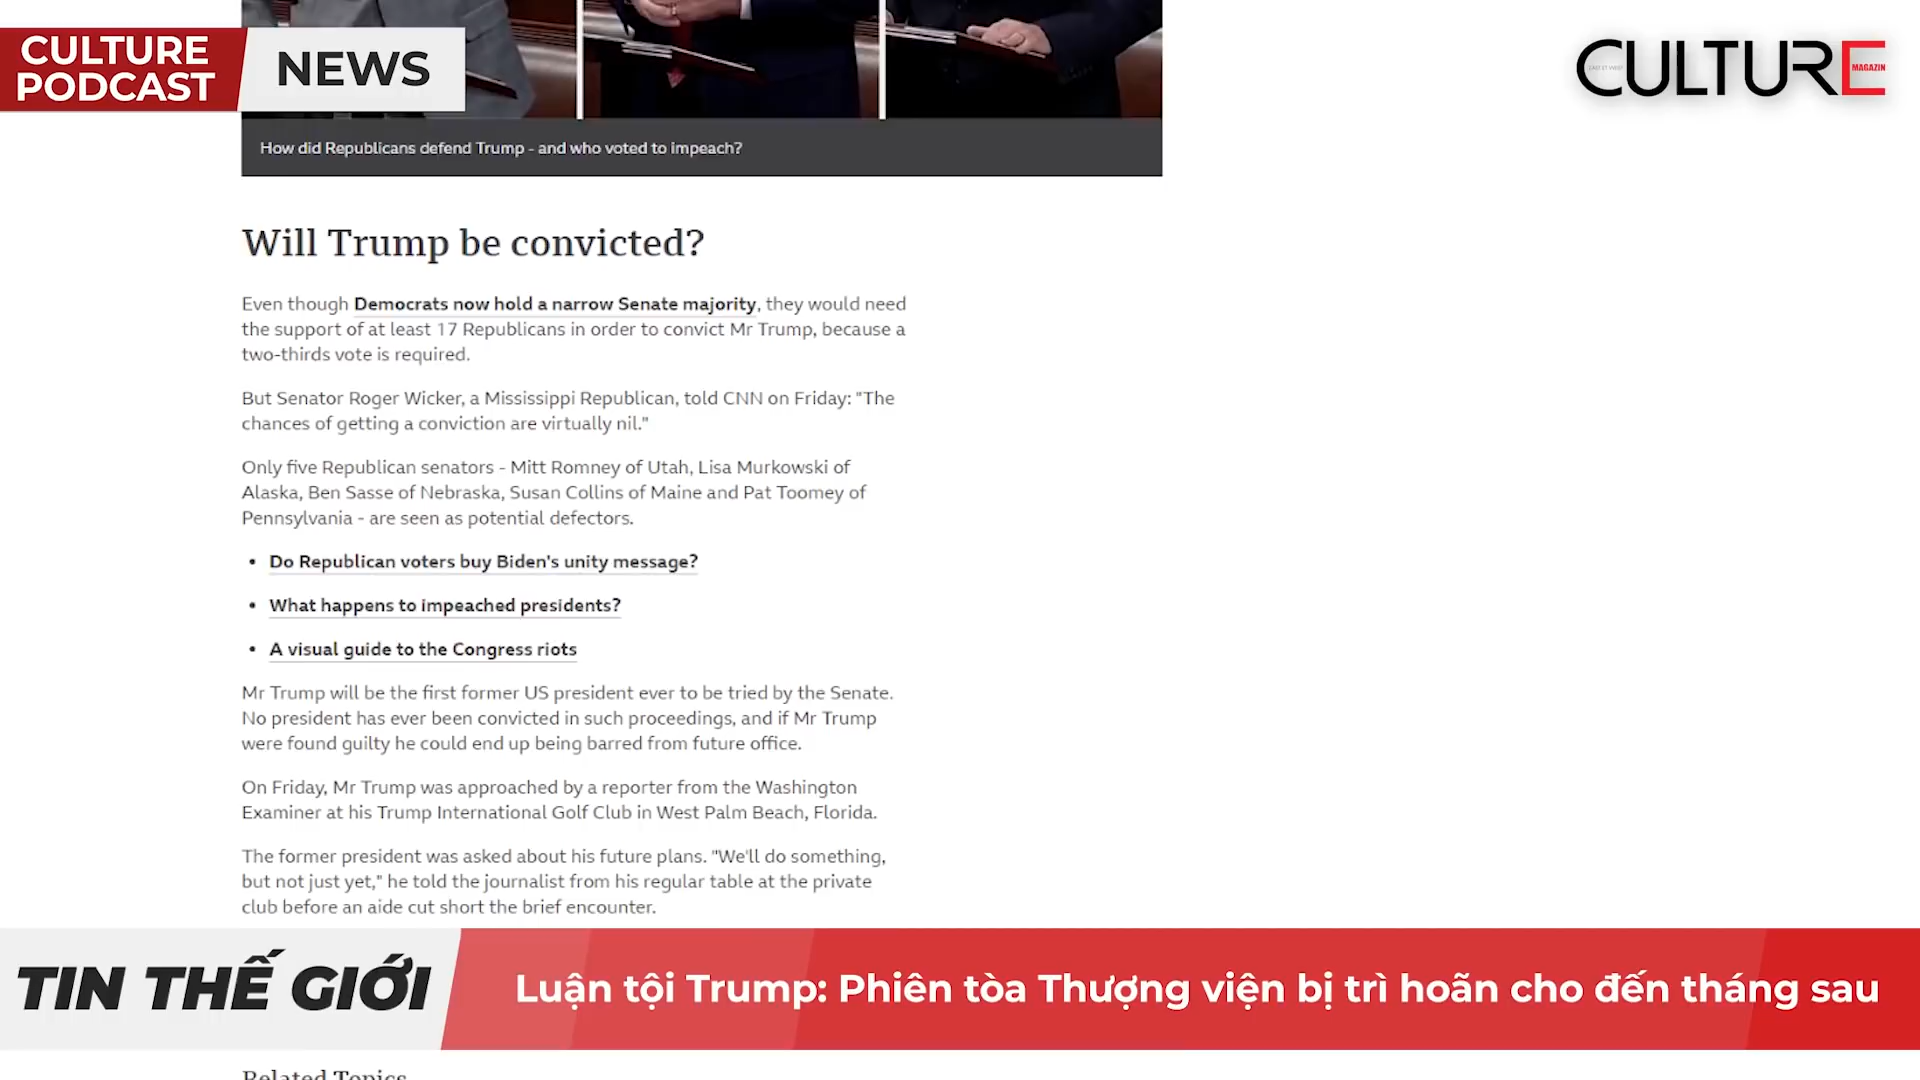 CULTURE
PODCAST
NEWS
CULTURE
EAST ET WEST
MAGAZIN
How did Republicans defend Trump - and who voted to impeach?
Will Trump be convicted?
Even though Democrats now hold a narrow Senate majority, they would need
the support of at least 17 Republicans in order to convict Mr Trump, because a
two-thirds vote is required.
But Senator Roger Wicker, a Mississippi Republican, told CNN on Friday: "The
chances of getting a conviction are virtually nil."
Only five Republican senators - Mitt Romney of Utah, Lisa Murkowski of
Alaska, Ben Sasse of Nebraska, Susan Collins of Maine and Pat Toomey of
Pennsylvania - are seen as potential defectors.
• Do Republican voters buy Biden's unity message?
• What happens to impeached presidents?
• A visual guide to the Congress riots
Mr Trump will be the first former US president ever to be tried by the Senate.
No president has ever been convicted in such proceedings, and if Mr Trump
were found guilty he could end up being barred from future office.
On Friday, Mr Trump was approached by a reporter from the Washington
Examiner at his Trump International Golf Club in West Palm Beach, Florida.
The former president was asked about his future plans. "We'll do something,
but not just yet," he told the journalist from his regular table at the private
club before an aide cut short the brief encounter.
TIN THẾ GIỚI
Luận tội Trump: Phiên tòa Thượng viện bị trì hoãn cho đến tháng sau
Related Topics